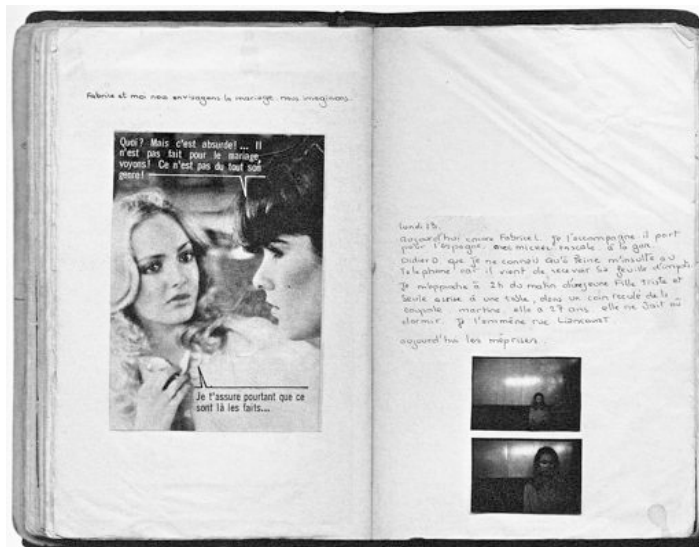 Fabrice et moi nous envisageons le mariage. nous imaginons.
Quoi? Mais c'est absurde!... Il
n'est pas fait pour le mariage,
voyons! Ce n'est pas du tout son
genre!
Je t'assure pourtant que ce
sont là les faits...
lundi 13.
aujourd'hui encore Fabrice L. Je l'accompagne il part
pour l'espagne avec michel pascale. à la gare
Didier D que je ne connais qu'à peine m'insulte au
Telephone car il vient de recevoir sa feuille d'impots.
Je m'approche à 2h du matin d'une jeune Fille triste et
seule assise à une table, dans un coin reculé de la
martine. elle a 27 ans. elle ne sait où
dormir. Je l'emmène rue Liancourt
aujourd'hui les méprises.